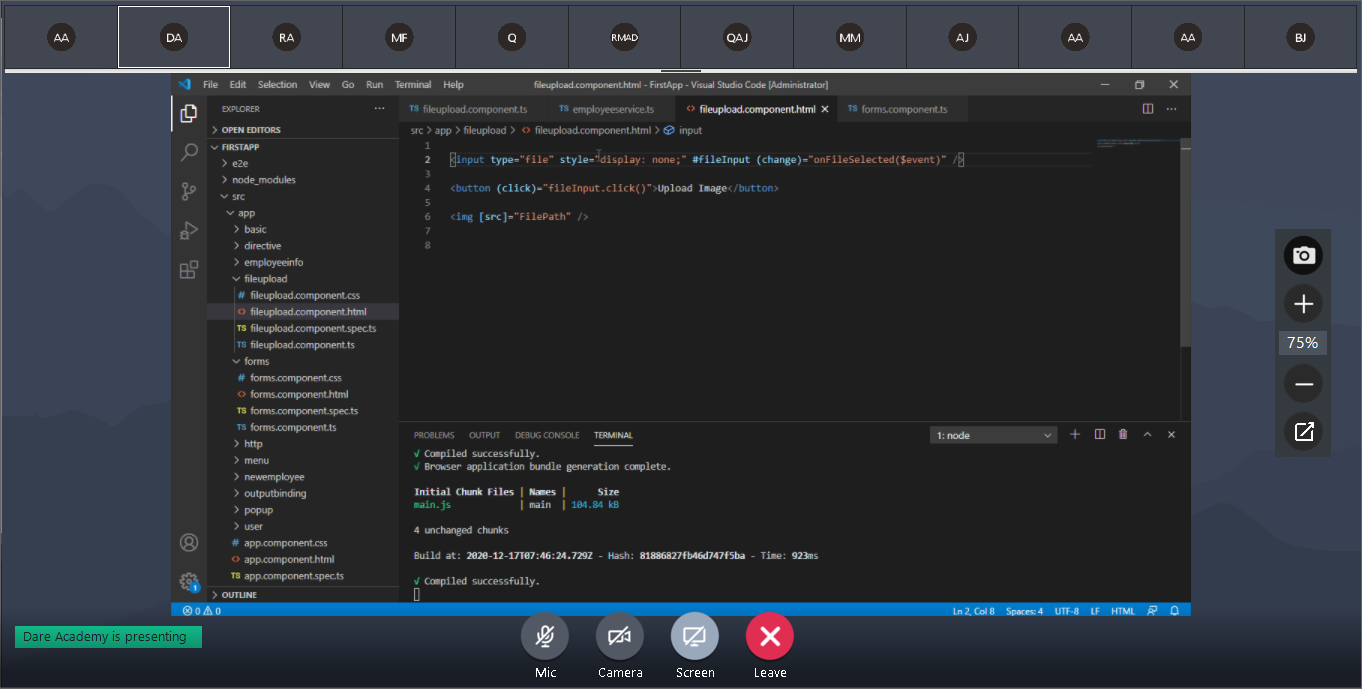 AA DA RA MF Q RMAD QAJ MM AJ AA AA BJ
File Edit Selection View Go Run Terminal Help fileupload.component.html - FirstApp - Visual Studio Code [Administrator]
EXPLORER ··· TS fileupload.component.ts TS employeeservice.ts <> fileupload.component.html × TS forms.component.ts ···
src > app > fileupload > <> fileupload.component.html > input
OPEN EDITORS
FIRSTAPP
e2e
node_modules
src
app
basic
directive
employeeinfo
fileupload
# fileupload.component.css
<> fileupload.component.html
TS fileupload.component.spec.ts
TS fileupload.component.ts
forms
# forms.component.css
<> forms.component.html
TS forms.component.spec.ts
TS forms.component.ts
http
menu
newemployee
outputbinding
popup
user
# app.component.css
<> app.component.html
TS app.component.spec.ts
OUTLINE
1
2 <input type="file" style="display: none;" #fileInput (change)="onFileSelected($event)" />
3
4 <button (click)="fileInput.click()">Upload Image</button>
5
6 <img [src]="FilePath" />
7
8
PROBLEMS OUTPUT DEBUG CONSOLE TERMINAL 1: node
√ Compiled successfully.
√ Browser application bundle generation complete.
Initial Chunk Files | Names | Size
main.js | main | 104.84 kB
4 unchanged chunks
Build at: 2020-12-17T07:46:24.729Z - Hash: 81886827fb46d747f5ba - Time: 923ms
√ Compiled successfully.
1
0 0 Ln 2, Col 8 Spaces: 4 UTF-8 LF HTML
75%
Dare Academy is presenting
Mic Camera Screen Leave